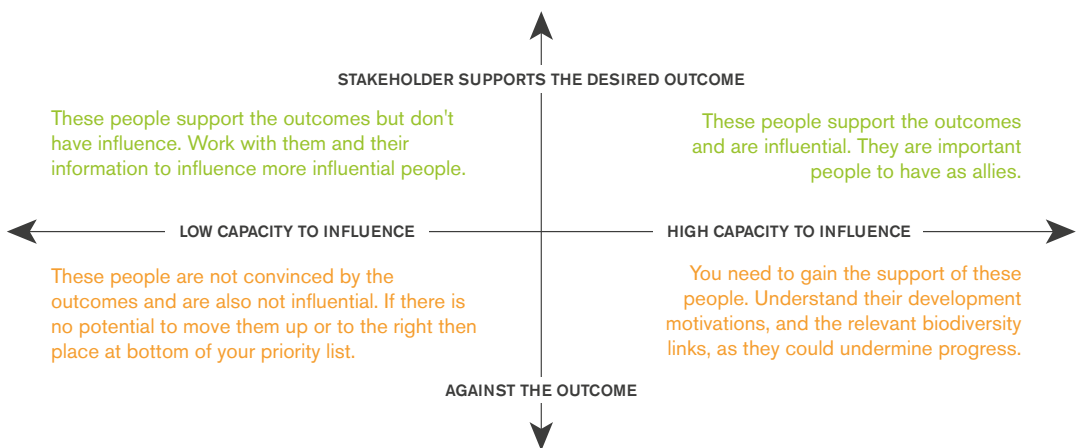 STAKEHOLDER SUPPORTS THE DESIRED OUTCOME
These people support the outcomes but don't
have influence. Work with them and their
information to influence more influential people.
These people support the outcomes
and are influential. They are important
people to have as allies.
LOW CAPACITY TO INFLUENCE
HIGH CAPACITY TO INFLUENCE
These people are not convinced by the
outcomes and are also not influential. If there is
no potential to move them up or to the right then
place at bottom of your priority list.
You need to gain the support of these
people. Understand their development
motivations, and the relevant biodiversity
links, as they could undermine progress.
AGAINST THE OUTCOME